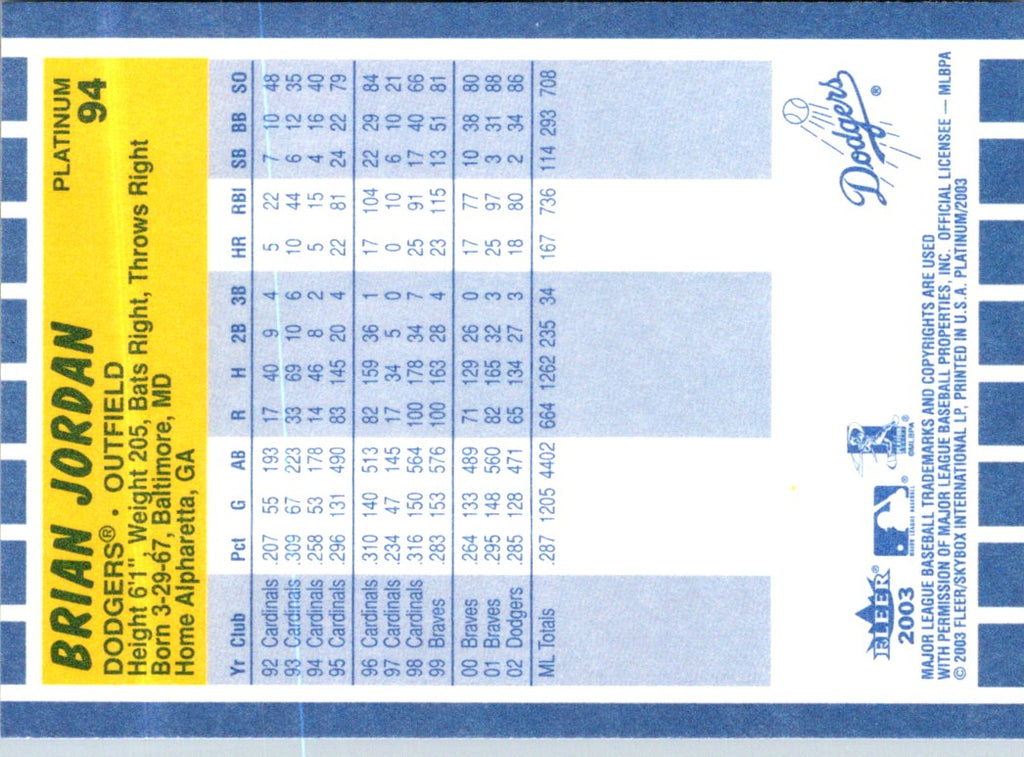 BRIAN JORDAN PLATINUM
DODGERS® · OUTFIELD 94
Height 6'1", Weight 205, Bats Right, Throws Right
Born 3-29-67, Baltimore, MD
Home Alpharetta, GA
Yr Club Pct G AB R H 2B 3B HR RBI SB BB SO
92 Cardinals .207 55 193 17 40 9 4 5 22 7 10 48
93 Cardinals .309 67 223 33 69 10 6 10 44 6 12 35
94 Cardinals .258 53 178 14 46 8 2 5 15 4 16 40
95 Cardinals .296 131 490 83 145 20 4 22 81 24 22 79
96 Cardinals .310 140 513 82 159 36 1 17 104 22 29 84
97 Cardinals .234 47 145 17 34 5 0 0 10 6 10 21
98 Cardinals .316 150 564 100 178 34 7 25 91 17 40 66
99 Braves .283 153 576 100 163 28 4 23 115 13 51 81
00 Braves .264 133 489 71 129 26 0 17 77 10 38 80
01 Braves .295 148 560 82 165 32 3 25 97 3 31 88
02 Dodgers .285 128 471 65 134 27 3 18 80 2 34 86
ML Totals .287 1205 4402 664 1262 235 34 167 736 114 293 708
Dodgers®
FLEER®
2003
MAJOR LEAGUE BASEBALL®
©MLBPA
MAJOR LEAGUE BASEBALL TRADEMARKS AND COPYRIGHTS ARE USED
WITH PERMISSION OF MAJOR LEAGUE BASEBALL PROPERTIES, INC. OFFICIAL LICENSEE — MLBPA
© 2003 FLEER/SKYBOX INTERNATIONAL LP, PRINTED IN U.S.A. PLATINUM/2003